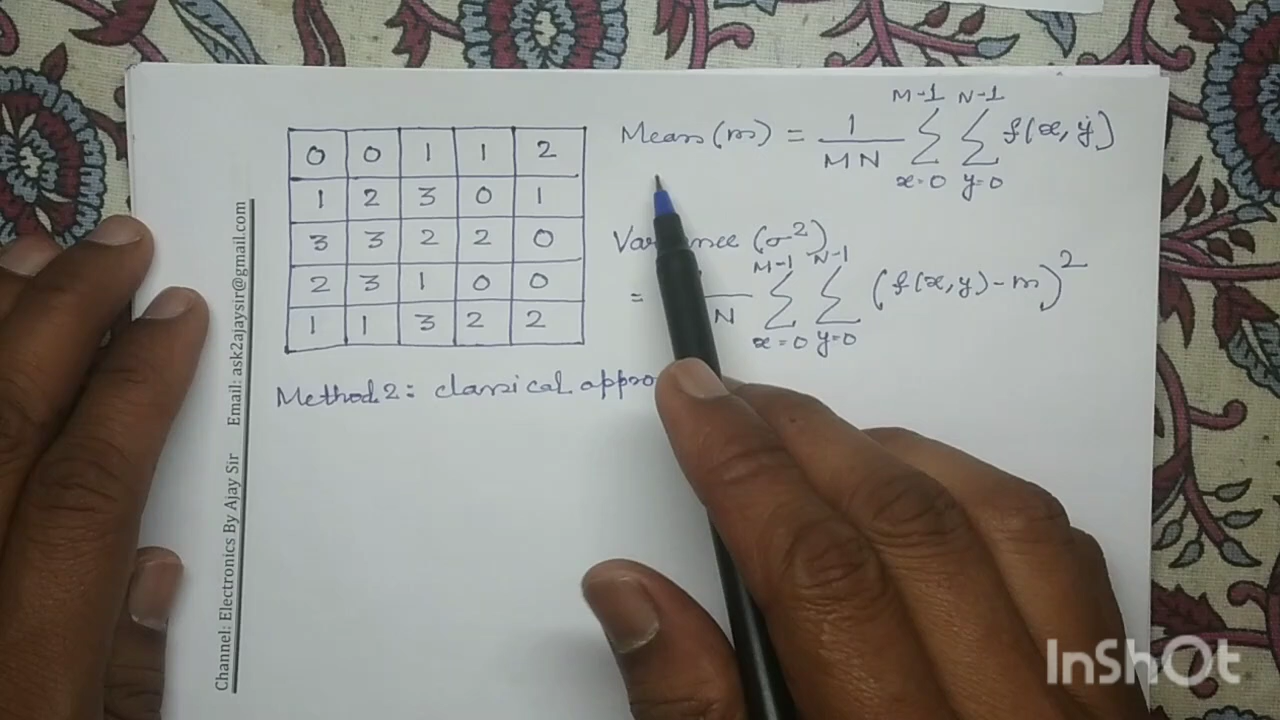 0 0 1 1 2
1 2 3 0 1
3 3 2 2 0
2 3 1 0 0
1 1 3 2 2
Mean(m) = 1/MN M-1 ∑ x=0 N-1 ∑ y=0 f(x,y)
(σ²)
= N M-1 ∑ x=0 N-1 ∑ y=0 (f(x,y)-m)²
Method 2: classical appro
Channel: Electronics By Ajay Sir Email: ask2ajaysir@gmail.com
InShOt